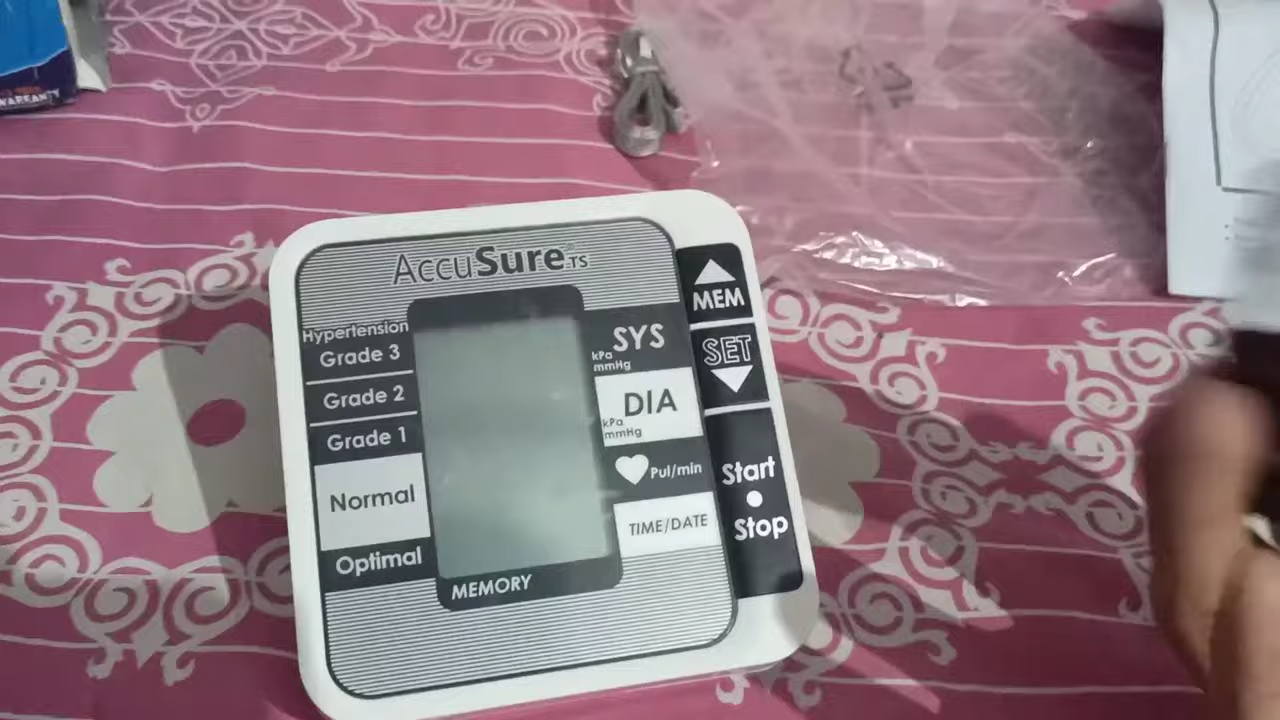 WARRANTY
AccuSure.TS
Hypertension
Grade 3
Grade 2
Grade 1
Normal
Optimal
SYS
kPa
mmHg
DIA
kPa
mmHg
Pul/min
TIME/DATE
MEMORY
MEM
SET
Start
Stop